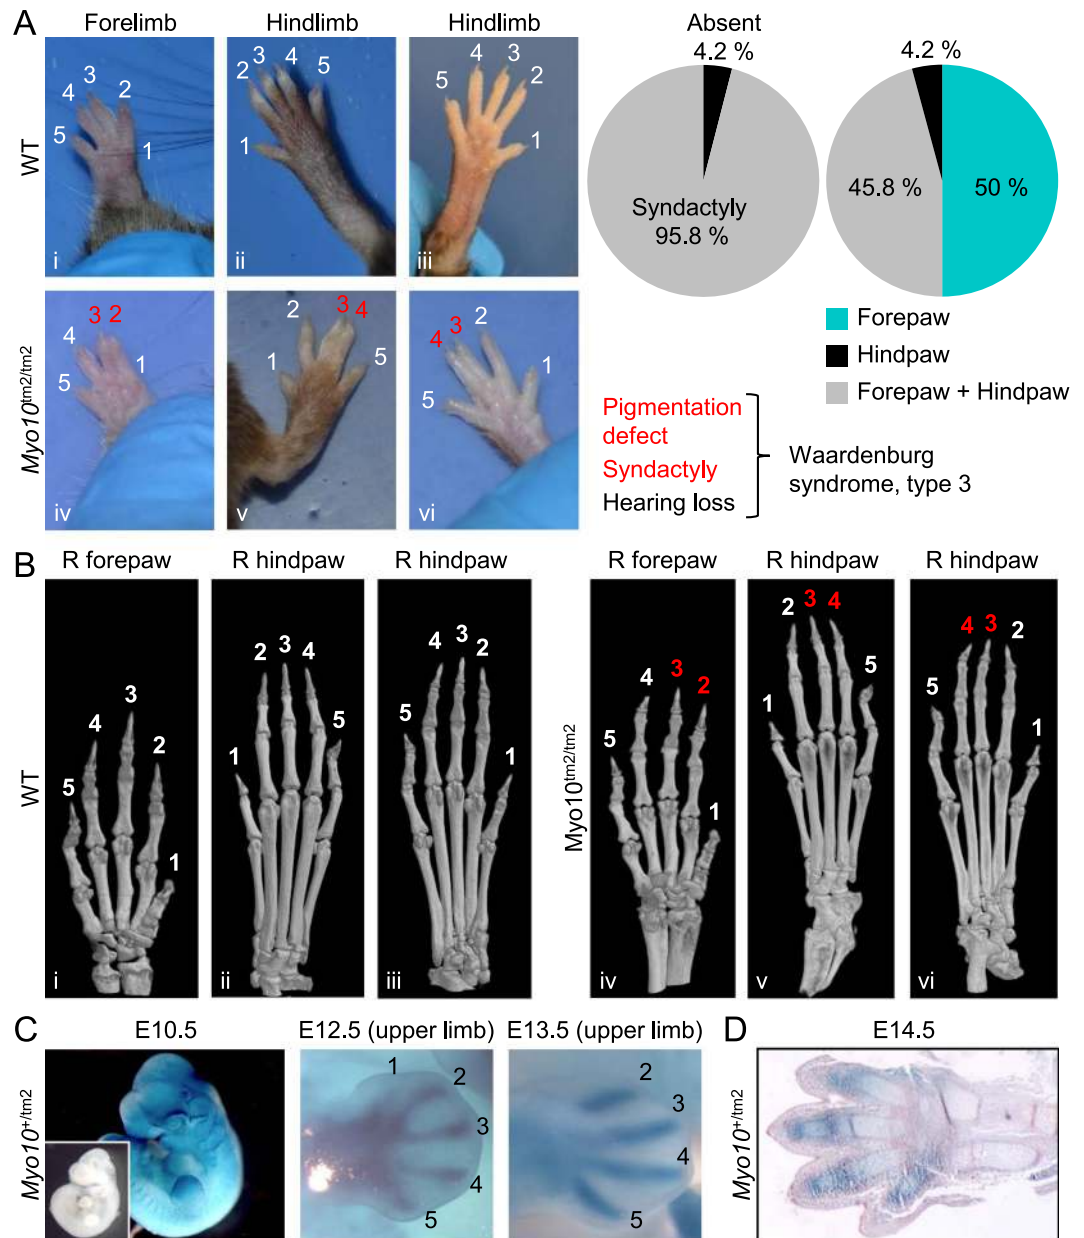 A
Forelimb
Hindlimb
Hindlimb
WT
3
4
2
5
1
i
3
4
2
5
1
ii
4
3
5
2
1
iii
Myo10tm2/tm2
3 2
4
1
5
iv
2
3
4
1
5
v
2
3
4
1
5
vi
Absent
4.2 %
Syndactyly
95.8 %
4.2 %
45.8 %
50 %
Forepaw
Hindpaw
Forepaw + Hindpaw
Pigmentation
defect
Syndactyly
Hearing loss
Waardenburg
syndrome, type 3
B
R forepaw
R hindpaw
R hindpaw
R forepaw
R hindpaw
R hindpaw
WT
3
4
2
5
1
i
3
2
4
5
1
ii
3
4
2
5
1
iii
Myo10tm2/tm2
4
3
2
5
1
iv
3
4
2
5
1
v
4
3
2
5
1
vi
C
E10.5
E12.5 (upper limb)
E13.5 (upper limb)
Myo10+/tm2
1
2
3
4
5
2
3
4
5
D
E14.5
Myo10+/tm2